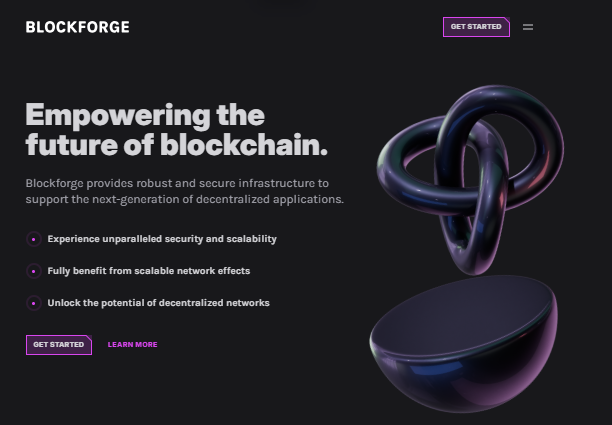 BLOCKFORGE
GET STARTED
Empowering the
future of blockchain.
Blockforge provides robust and secure infrastructure to
support the next-generation of decentralized applications.
Experience unparalleled security and scalability
Fully benefit from scalable network effects
Unlock the potential of decentralized networks
GET STARTED
LEARN MORE